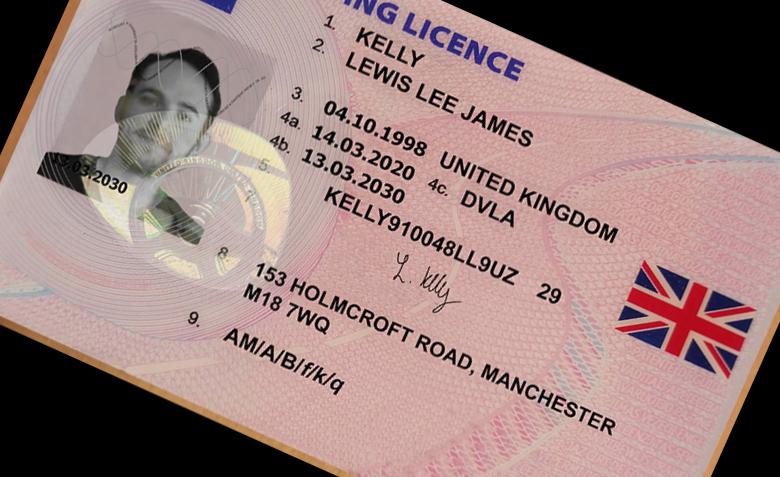 ING LICENCE
1. KELLY
2. LEWIS LEE JAMES
3. 04.10.1998 UNITED KINGDOM
4a. 14.03.2020 4c. DVLA
4b. 13.03.2030
5. KELLY910048LL9UZ 29
.03.2030
L. Kelly
8. 153 HOLMCROFT ROAD, MANCHESTER
M18 7WQ
9. AM/A/B/f/k/q